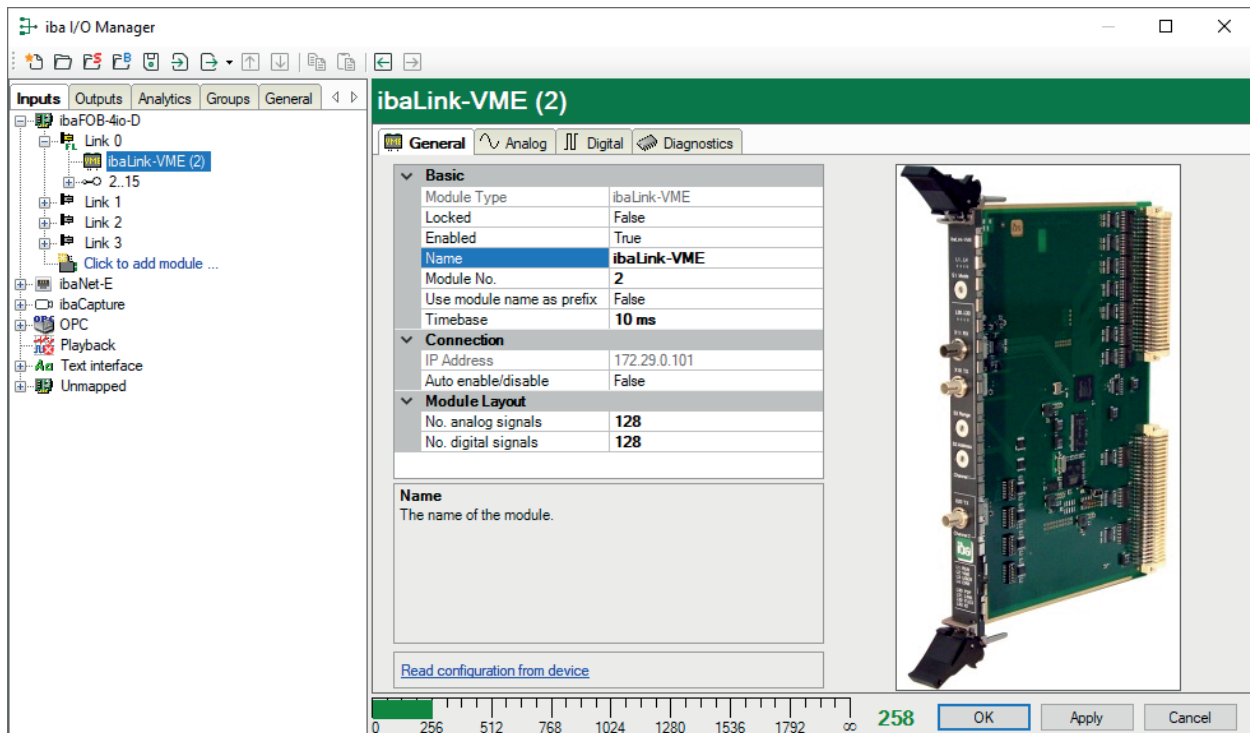 iba I/O Manager
Inputs Outputs Analytics Groups General
ibaFOB-4io-D
Link 0
ibaLink-VME (2)
2..15
Link 1
Link 2
Link 3
Click to add module ...
ibaNet-E
ibaCapture
OPC
Playback
Text interface
Unmapped
ibaLink-VME (2)
General Analog Digital Diagnostics
Basic
Module Type ibaLink-VME
Locked False
Enabled True
Name ibaLink-VME
Module No. 2
Use module name as prefix False
Timebase 10 ms
Connection
IP Address 172.29.0.101
Auto enable/disable False
Module Layout
No. analog signals 128
No. digital signals 128
Name
The name of the module.
Read configuration from device
0 256 512 768 1024 1280 1536 1792 ∞
258
OK Apply Cancel
iba